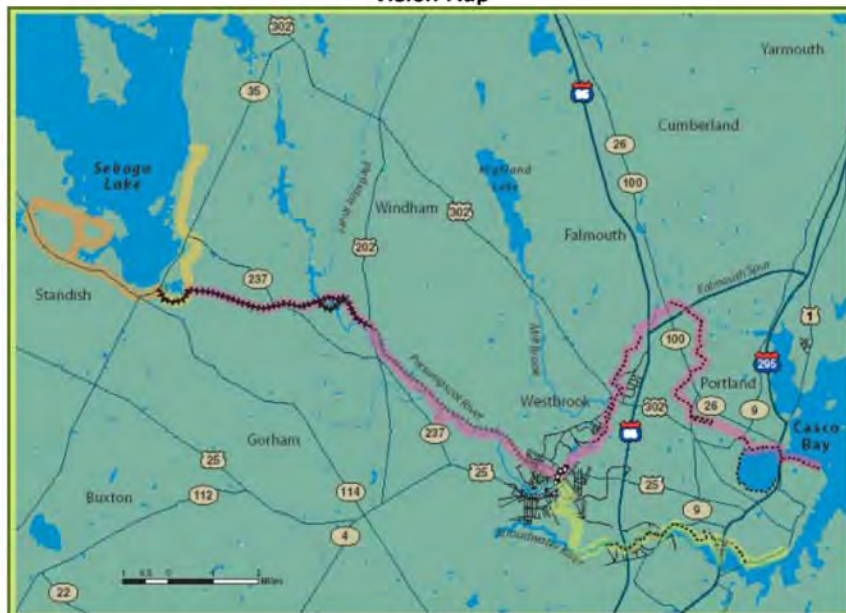 Vision Map
302
35
Yarmouth
Cumberland
26
100
Sebago
Lake
Highland
Lake
Windham
302
202
Falmouth
237
Falmouth Spur
Standish
1
100
Presumpscot River
Mill Brook
295
Portland
Westbrook
302
26
9
Casco
Bay
237
Gorham
25
25
25
Buxton
112
114
9
4
Stroudwater River
22
Miles